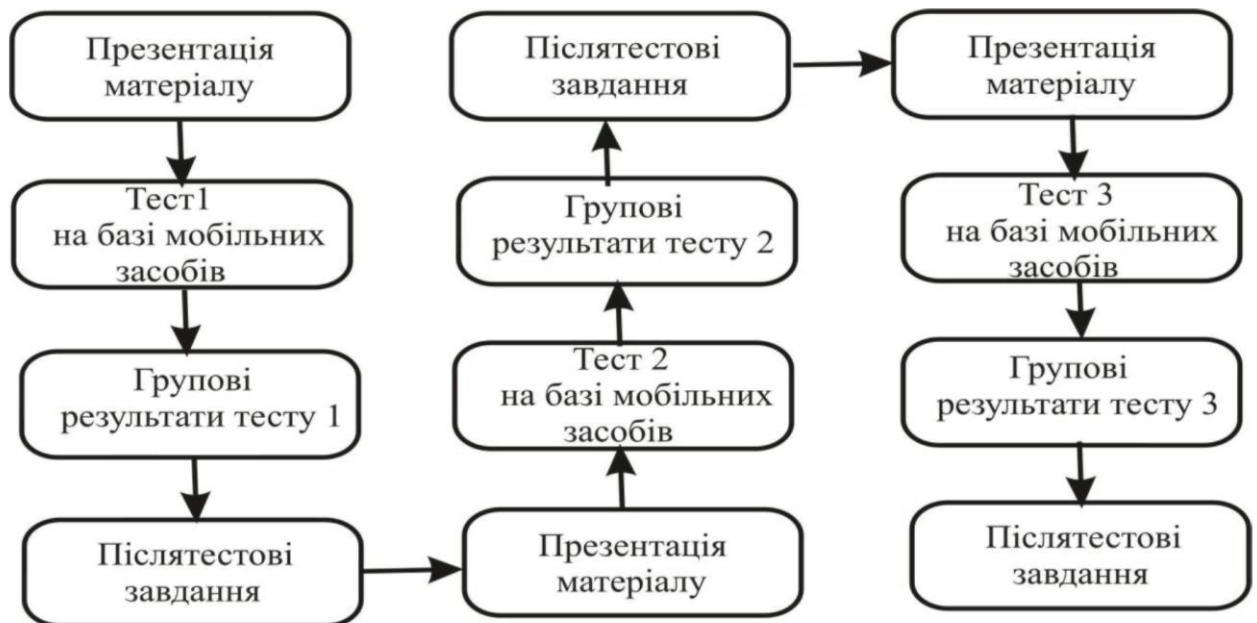 Презентація
матеріалу
Тест1
на базі мобільних
засобів
Групові
результати тесту 1
Післятестові
завдання
Презентація
матеріалу
Тест 2
на базі мобільних
засобів
Групові
результати тесту 2
Післятестові
завдання
Презентація
матеріалу
Тест 3
на базі мобільних
засобів
Групові
результати тесту 3
Післятестові
завдання